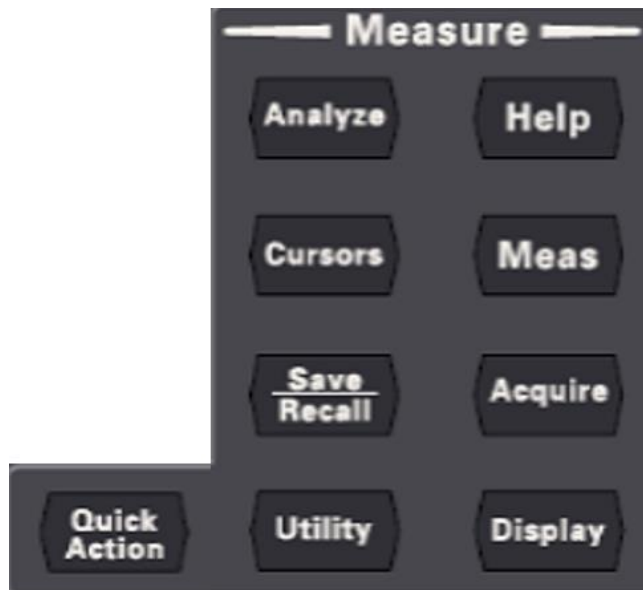 Measure
Analyze
Help
Cursors
Meas
Save
Recall
Acquire
Quick
Action
Utility
Display